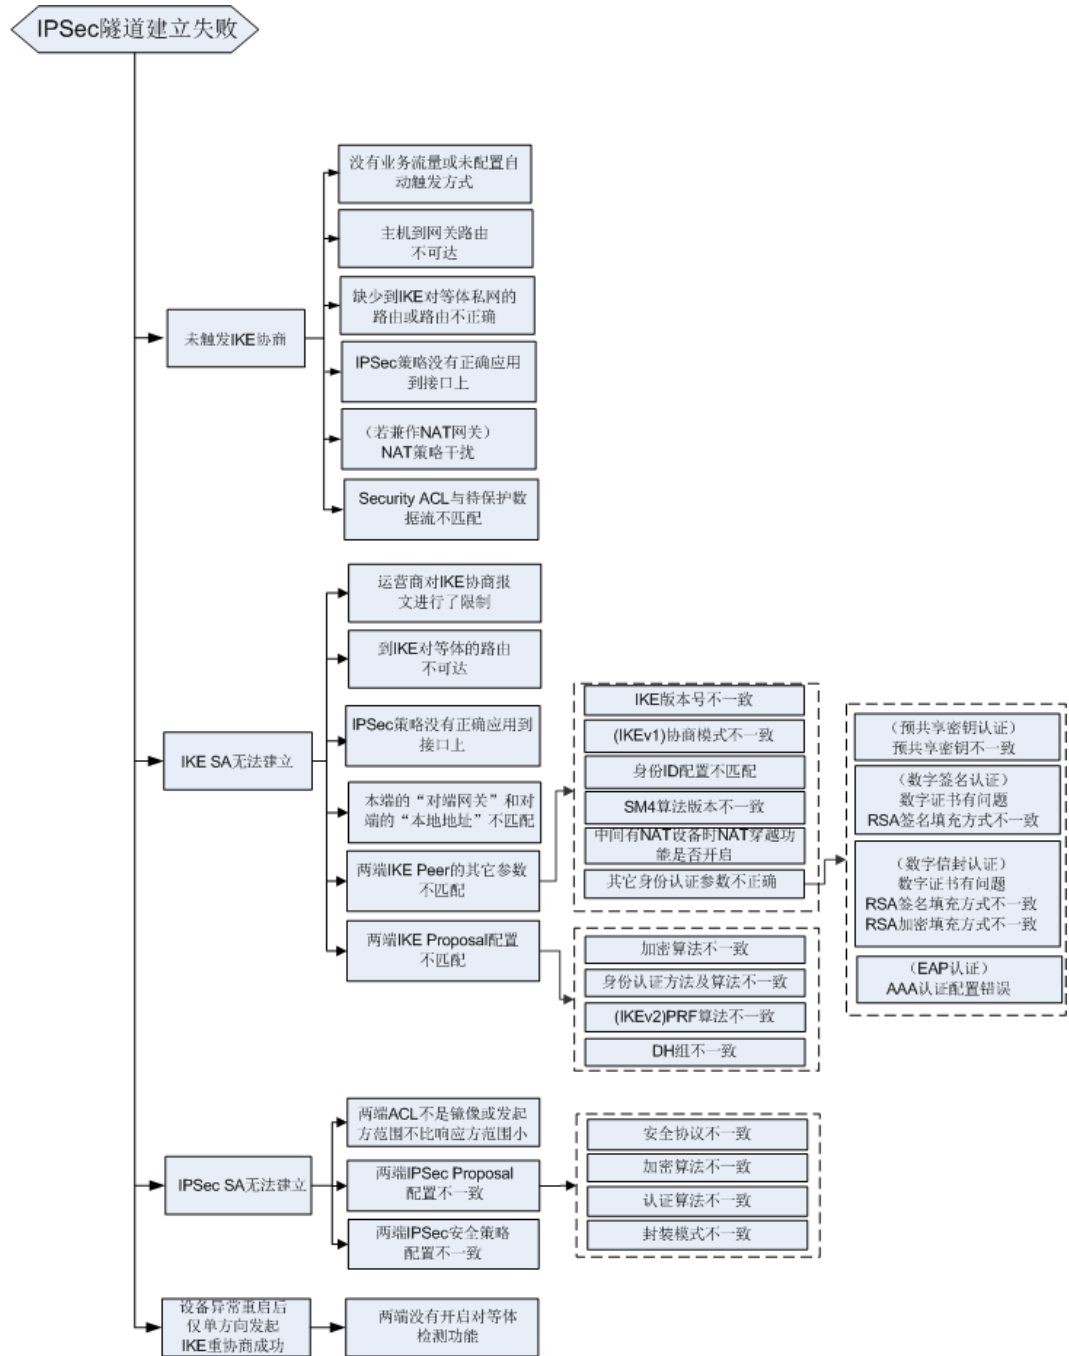 IPSec隧道建立失败
没有业务流量或未配置自
动触发方式
主机到网关路由
不可达
缺少到IKE对等体私网的
路由或路由不正确
未触发IKE协商
IPSec策略没有正确应用
到接口上
（若兼作NAT网关）
NAT策略干扰
Security ACL与待保护数
据流不匹配
运营商对IKE协商报
文进行了限制
到IKE对等体的路由
不可达
IPSec策略没有正确应用到
接口上
IKE SA无法建立
本端的“对端网关”和对
端的“本地地址”不匹配
两端IKE Peer的其它参数
不匹配
两端IKE Proposal配置
不匹配
IKE版本号不一致
(IKEv1)协商模式不一致
身份ID配置不匹配
SM4算法版本不一致
中间有NAT设备时NAT穿越功
能是否开启
其它身份认证参数不正确
（预共享密钥认证）
预共享密钥不一致
（数字签名认证）
数字证书有问题
RSA签名填充方式不一致
（数字信封认证）
数字证书有问题
RSA签名填充方式不一致
RSA加密填充方式不一致
（EAP认证）
AAA认证配置错误
加密算法不一致
身份认证方法及算法不一致
(IKEv2)PRF算法不一致
DH组不一致
两端ACL不是镜像或发起
方范围不比响应方范围小
IPSec SA无法建立
两端IPSec Proposal
配置不一致
两端IPSec安全策略
配置不一致
安全协议不一致
加密算法不一致
认证算法不一致
封装模式不一致
设备异常重启后
仅单方向发起
IKE重协商成功
两端没有开启对等体
检测功能